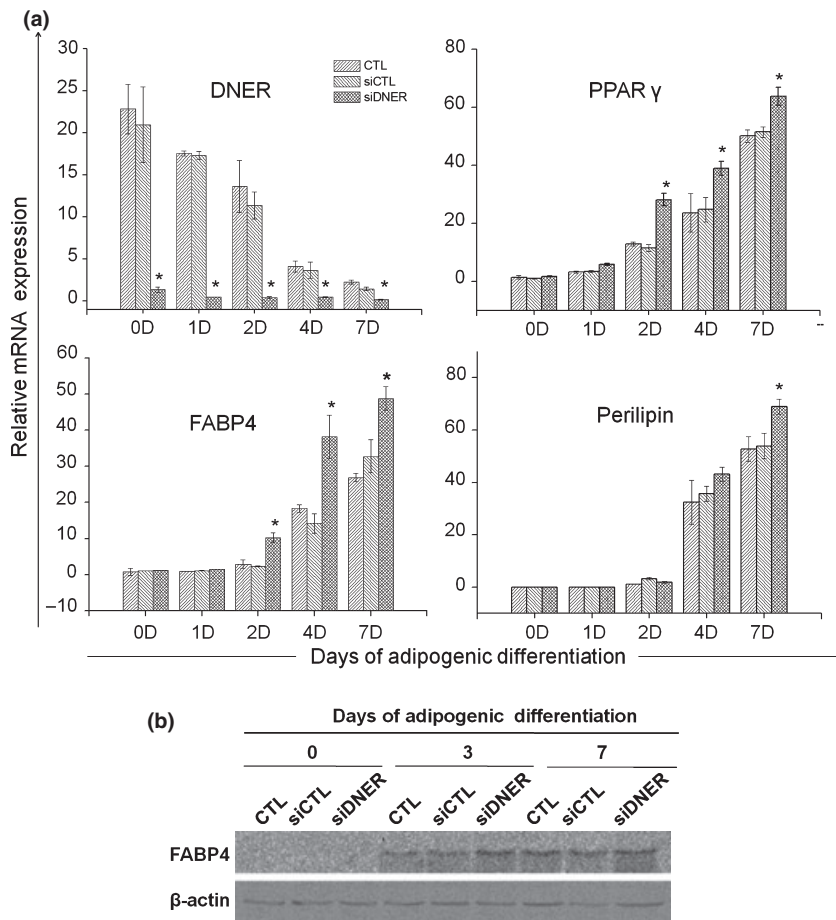 (a)
Relative mRNA expression
30
25
20
15
10
5
0
DNER
CTL
siCTL
siDNER
* * * * *
0D 1D 2D 4D 7D
80
60
40
20
0
PPAR γ
* * *
0D 1D 2D 4D 7D
60
50
40
30
20
10
0
–10
FABP4
* * *
0D 1D 2D 4D 7D
80
60
40
20
0
Perilipin
*
0D 1D 2D 4D 7D
Days of adipogenic differentiation
(b)
Days of adipogenic differentiation
0 3 7
CTL siCTL siDNER CTL siCTL siDNER CTL siCTL siDNER
FABP4
β-actin